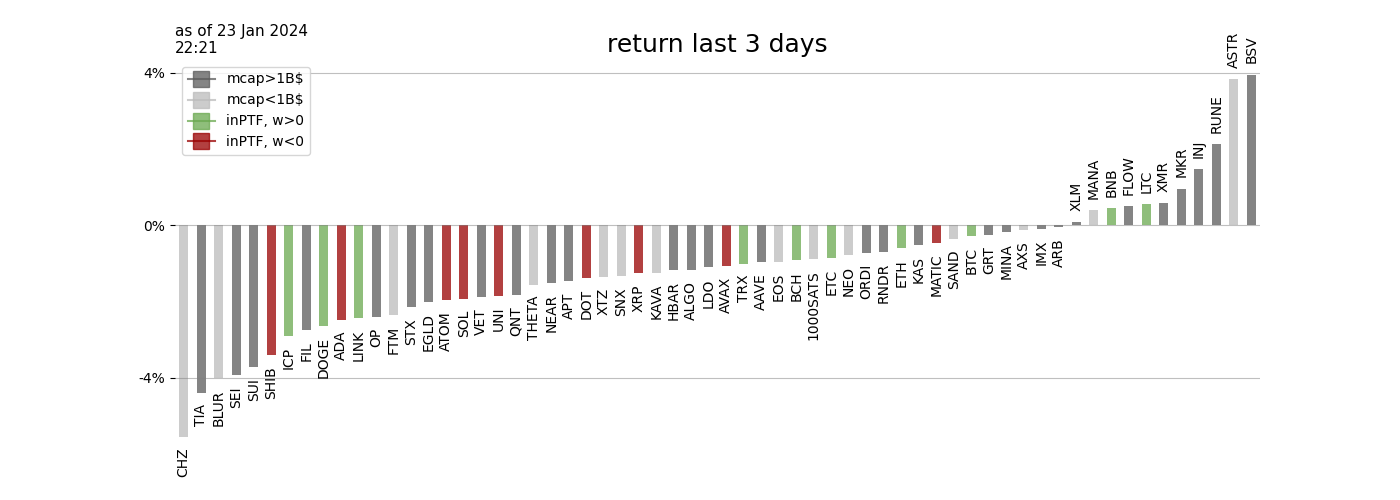 as of 23 Jan 2024
22:21
return last 3 days
4%
0%
-4%
mcap>1B$
mcap<1B$
inPTF, w>0
inPTF, w<0
CHZ
TIA
BLUR
SEI
SUI
SHIB
ICP
FIL
DOGE
ADA
LINK
OP
FTM
STX
EGLD
ATOM
SOL
VET
UNI
QNT
THETA
NEAR
APT
DOT
XTZ
SNX
XRP
KAVA
HBAR
ALGO
LDO
AVAX
TRX
AAVE
EOS
BCH
1000SATS
ETC
NEO
ORDI
RNDR
ETH
KAS
MATIC
SAND
BTC
GRT
MINA
AXS
IMX
ARB
XLM
MANA
BNB
FLOW
LTC
XMR
MKR
INJ
RUNE
ASTR
BSV